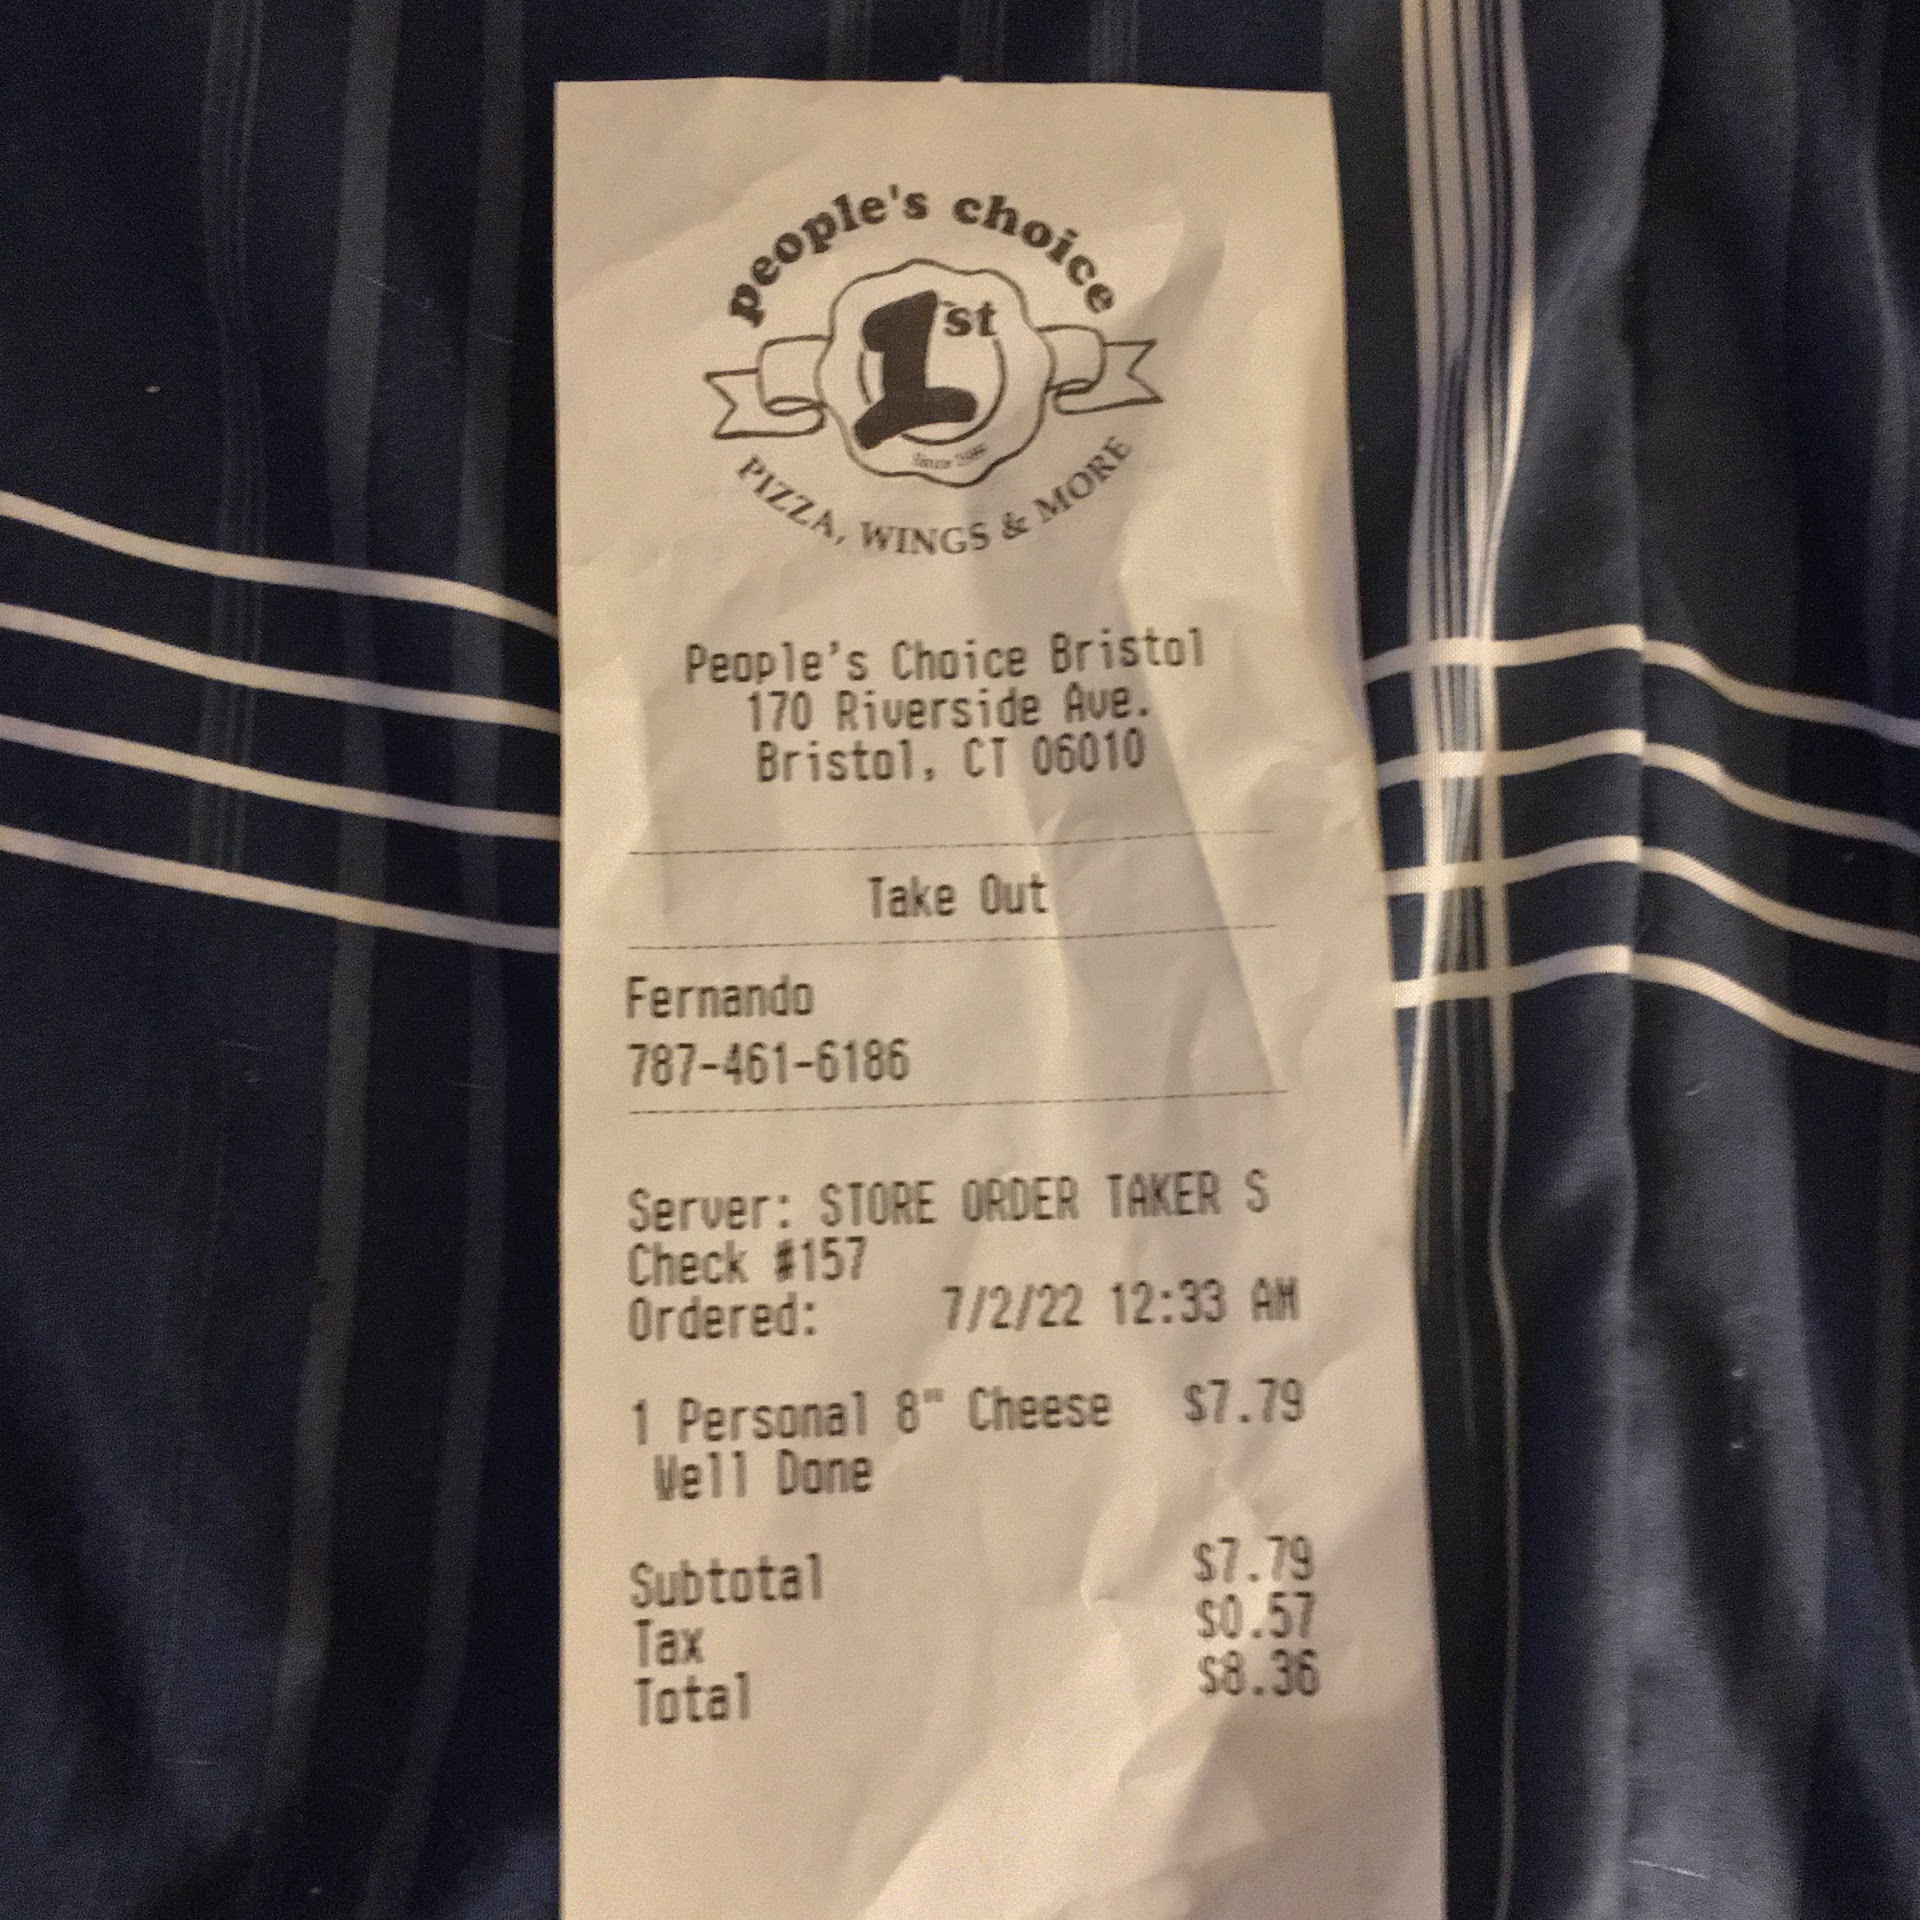 people's choice
1st
PIZZA, WINGS & MORE
People's Choice Bristol
170 Riverside Ave.
Bristol, CT 06010
Take Out
Fernando
787-461-6186
Server: STORE ORDER TAKER S
Check #157
Ordered: 7/2/22 12:33 AM
1 Personal 8" Cheese $7.79
Well Done
Subtotal $7.79
Tax $0.57
Total $8.36